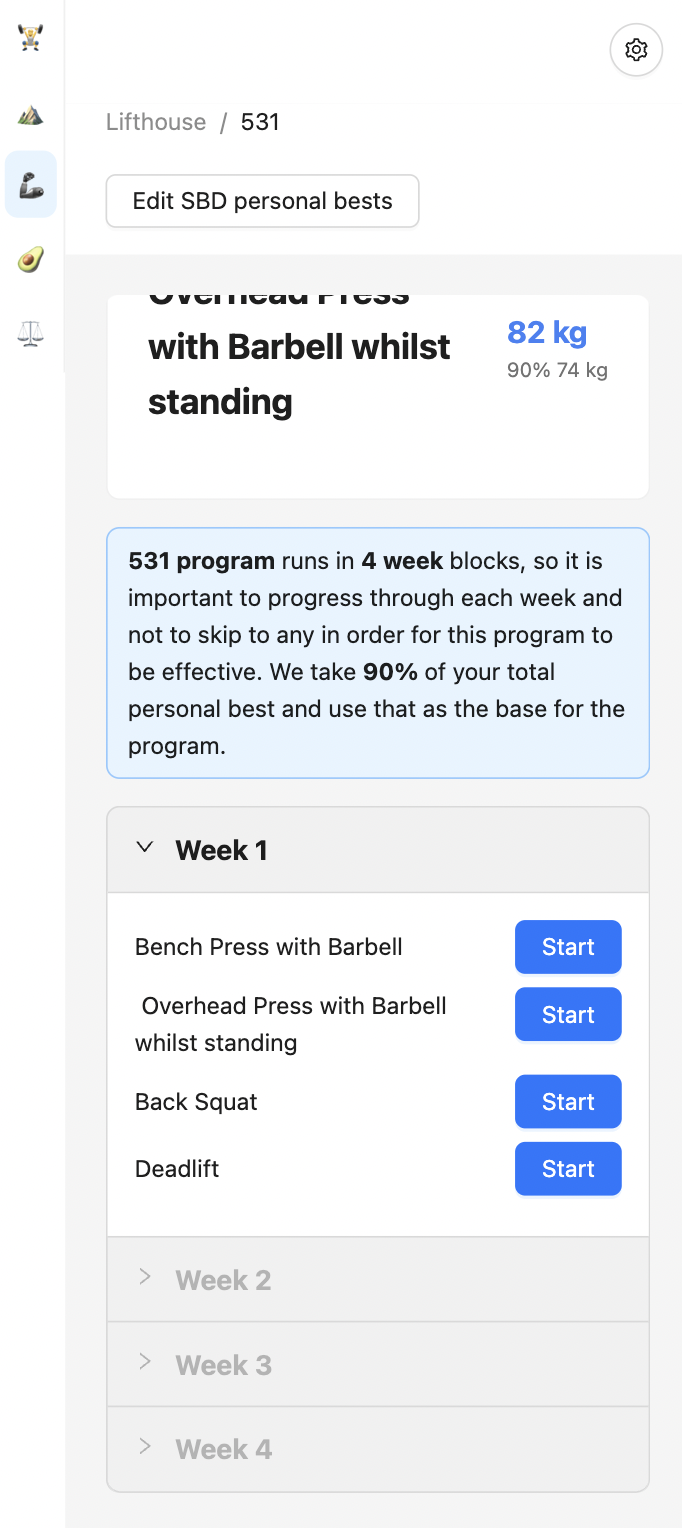 Lifthouse / 531
Edit SBD personal bests
Overhead Press
with Barbell whilst
standing
82 kg
90% 74 kg
531 program runs in 4 week blocks, so it is
important to progress through each week and
not to skip to any in order for this program to
be effective. We take 90% of your total
personal best and use that as the base for the
program.
Week 1
Bench Press with Barbell
Start
Overhead Press with Barbell
whilst standing
Start
Back Squat
Start
Deadlift
Start
Week 2
Week 3
Week 4